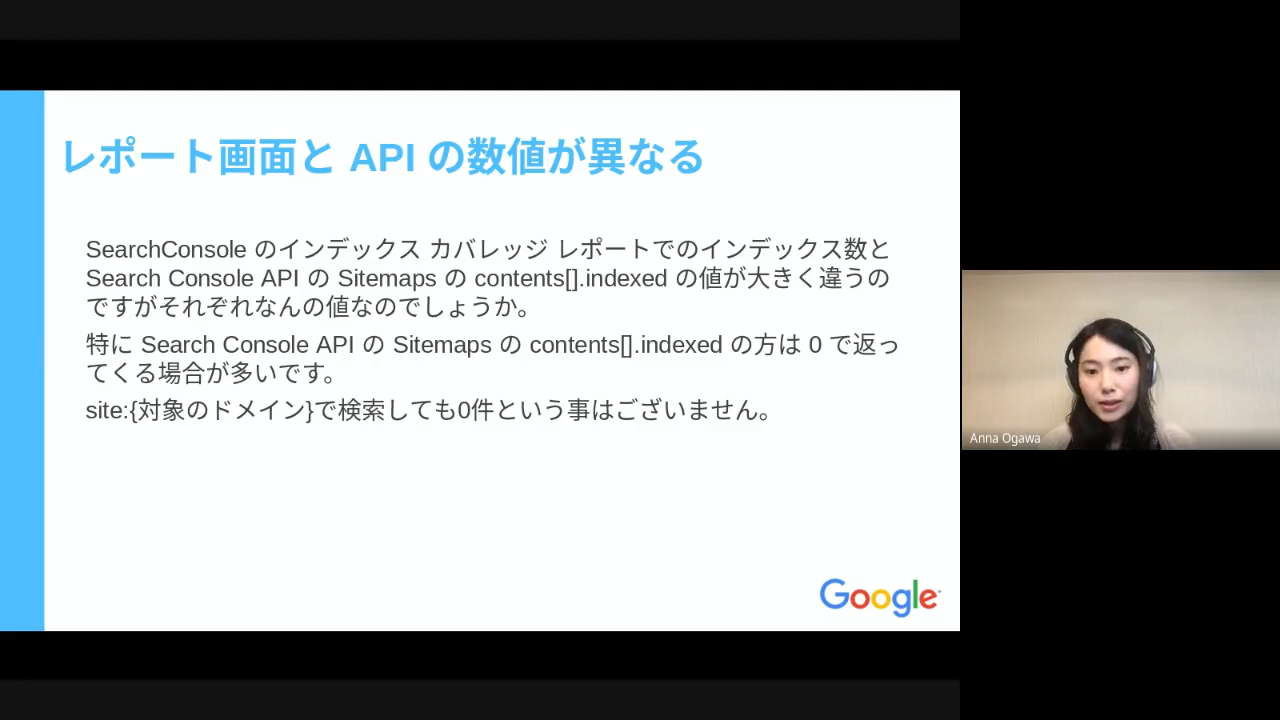 レポート画面と API の数値が異なる
SearchConsole のインデックス カバレッジ レポートでのインデックス数と
Search Console API の Sitemaps の contents[].indexed の値が大きく違うの
ですがそれぞれなんの値なのでしょうか。
特に Search Console API の Sitemaps の contents[].indexed の方は 0 で返っ
てくる場合が多いです。
site:{対象のドメイン}で検索しても0件という事はございません。
Google
Anna Ogawa